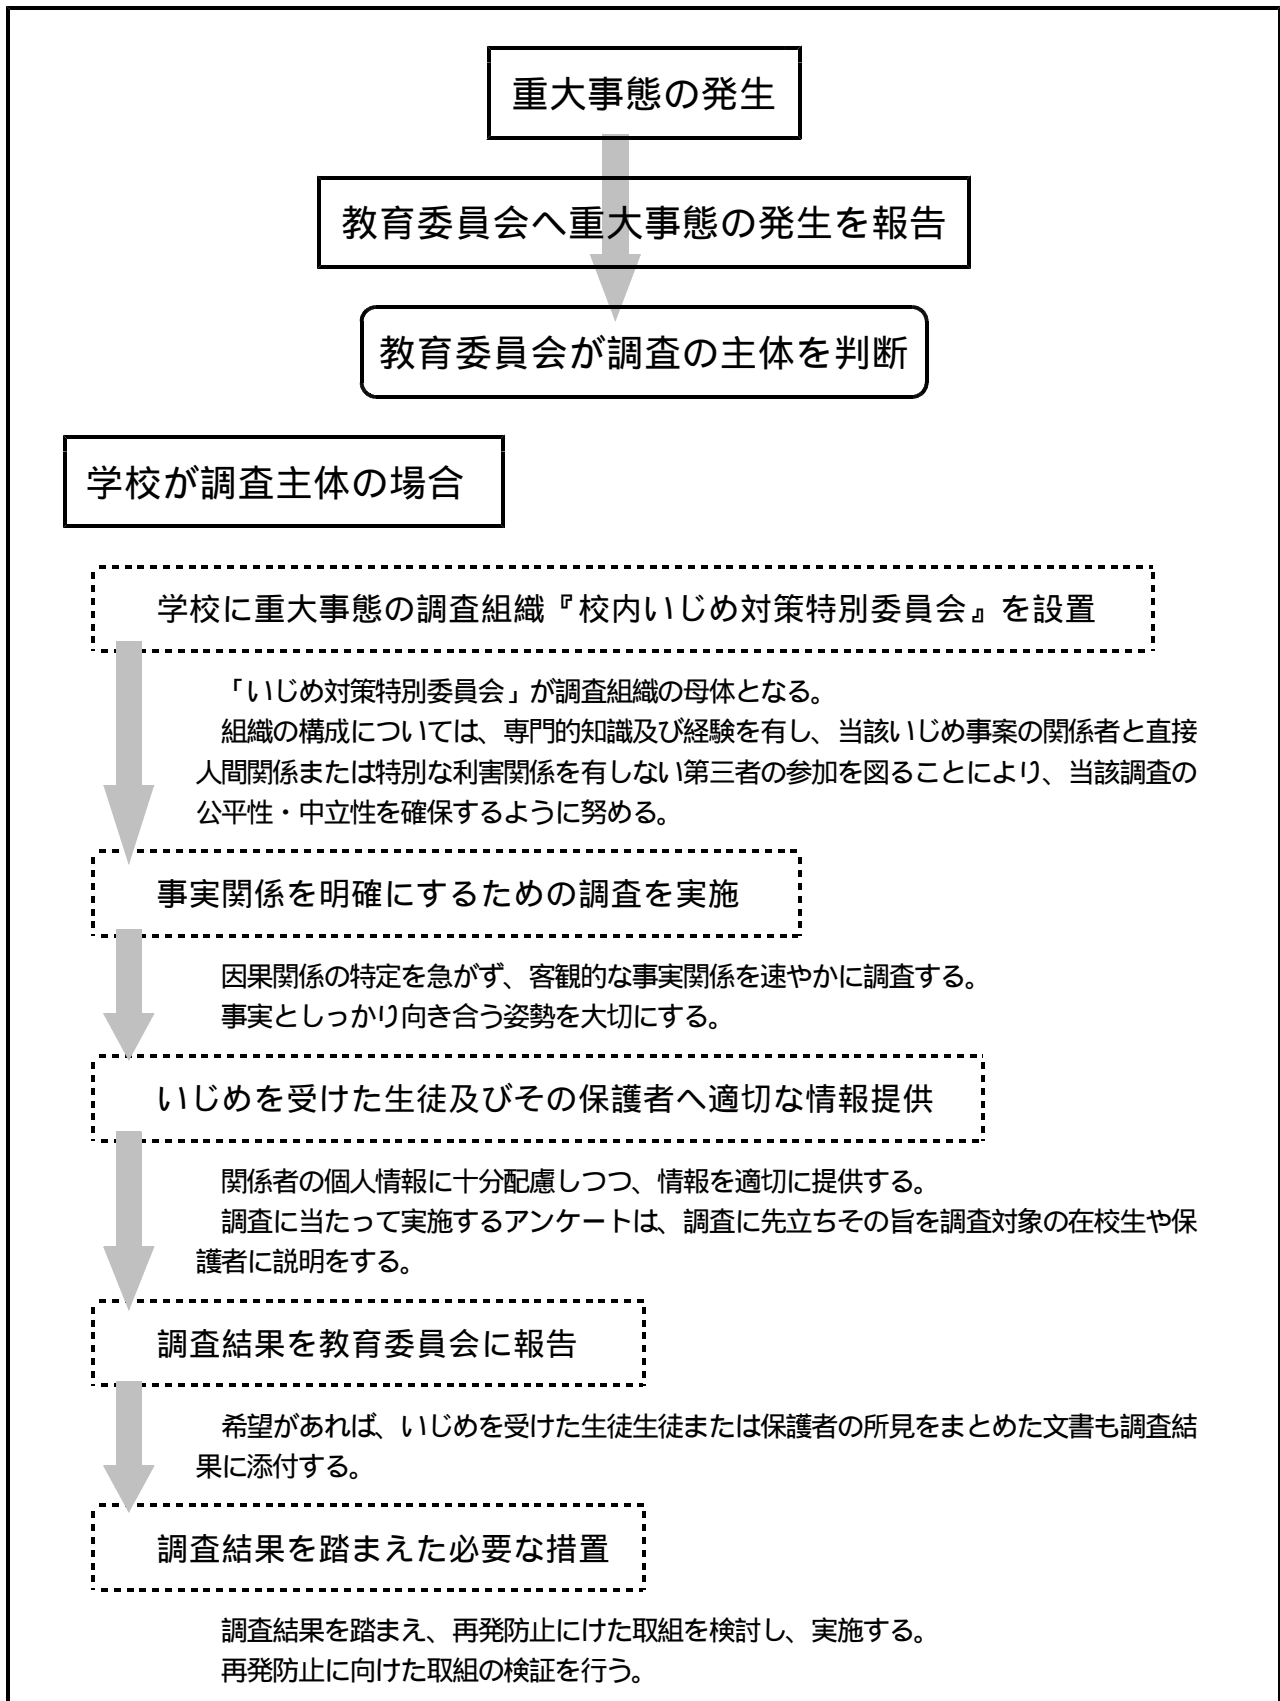 重大事態の発生
教育委員会へ重大事態の発生を報告
教育委員会が調査の主体を判断
学校が調査主体の場合
学校に重大事態の調査組織『校内いじめ対策特別委員会』を設置
「いじめ対策特別委員会」が調査組織の母体となる。
組織の構成については、専門的知識及び経験を有し、当該いじめ事案の関係者と直接
人間関係または特別な利害関係を有しない第三者の参加を図ることにより、当該調査の
公平性・中立性を確保するように努める。
事実関係を明確にするための調査を実施
因果関係の特定を急がず、客観的な事実関係を速やかに調査する。
事実としっかり向き合う姿勢を大切にする。
いじめを受けた生徒及びその保護者へ適切な情報提供
関係者の個人情報に十分配慮しつつ、情報を適切に提供する。
調査に当たって実施するアンケートは、調査に先立ちその旨を調査対象の在校生や保
護者に説明をする。
調査結果を教育委員会に報告
希望があれば、いじめを受けた生徒生徒または保護者の所見をまとめた文書も調査結
果に添付する。
調査結果を踏まえた必要な措置
調査結果を踏まえ、再発防止にけた取組を検討し、実施する。
再発防止に向けた取組の検証を行う。